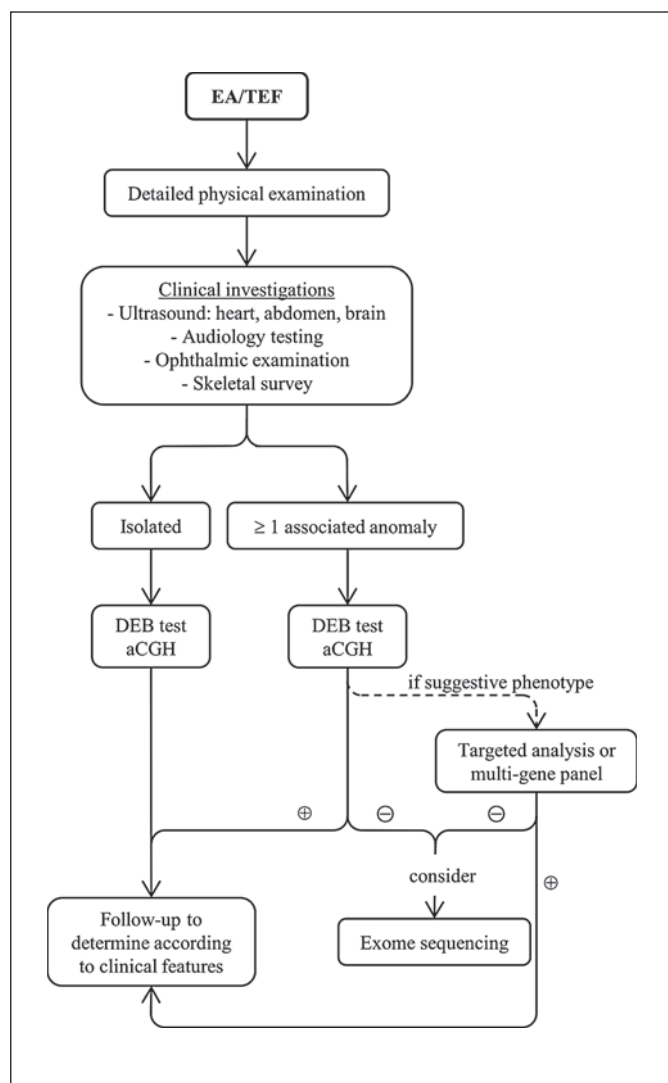 EA/TEF
Detailed physical examination
Clinical investigations
- Ultrasound: heart, abdomen, brain
- Audiology testing
- Ophthalmic examination
- Skeletal survey
Isolated
≥ 1 associated anomaly
DEB test
aCGH
DEB test
aCGH
if suggestive phenotype
Targeted analysis or
multi-gene panel
⊕
⊖
⊖
consider
⊕
Follow-up to
determine according
to clinical features
Exome sequencing